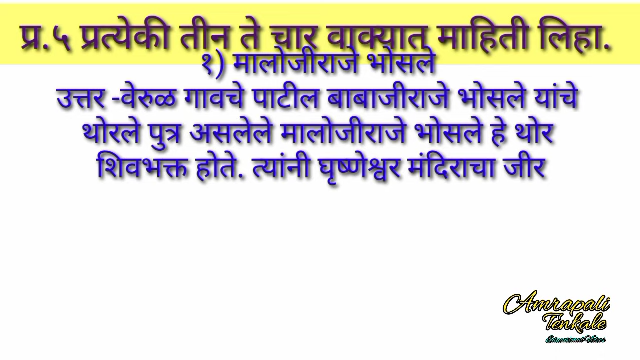 प्र.५ प्रत्येकी तीन ते चार वाक्यात माहिती लिहा.
१) मालोजीराजे भोसले
उत्तर -वेरुळ गावचे पाटील बाबाजीराजे भोसले यांचे
थोरले पुत्र असलेले मालोजीराजे भोसले हे थोर
शिवभक्त होते. त्यांनी घृष्णेश्वर मंदिराचा जीर
Amrapali
Tenkale